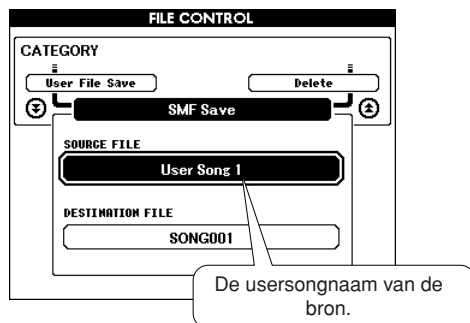 FILE CONTROL
CATEGORY
User File Save
Delete
SMF Save
SOURCE FILE
User Song 1
DESTINATION FILE
SONG001
De usersongnaam van de
bron.